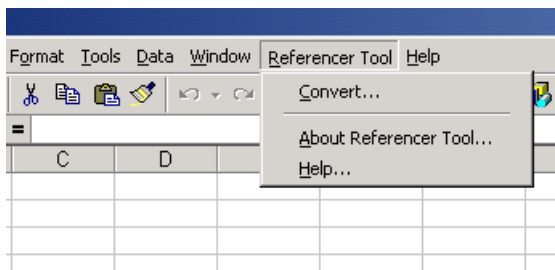 Format Tools Data Window Referencer Tool Help
Convert...
=
About Referencer Tool...
C D
Help...